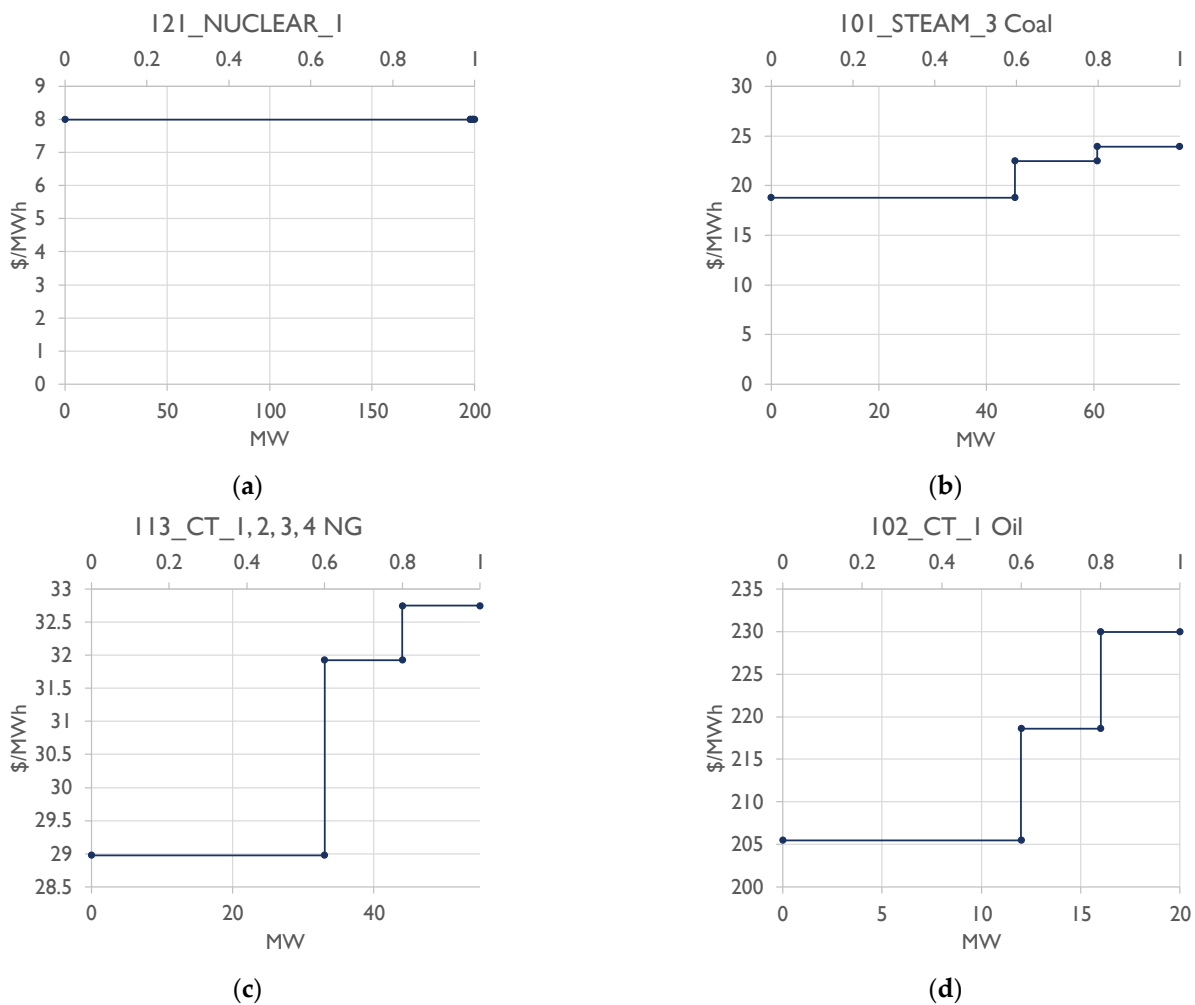 121_NUCLEAR_1
0 0.2 0.4 0.6 0.8 1
9
8
7
6
5
4
3
2
1
0
$/MWh
0 50 100 150 200
MW
(a)
101_STEAM_3 Coal
0 0.2 0.4 0.6 0.8 1
30
25
20
15
10
5
0
$/MWh
0 20 40 60
MW
(b)
113_CT_1, 2, 3, 4 NG
0 0.2 0.4 0.6 0.8 1
33
32.5
32
31.5
31
30.5
30
29.5
29
28.5
$/MWh
0 20 40
MW
(c)
102_CT_1 Oil
0 0.2 0.4 0.6 0.8 1
235
230
225
220
215
210
205
200
$/MWh
0 5 10 15 20
MW
(d)